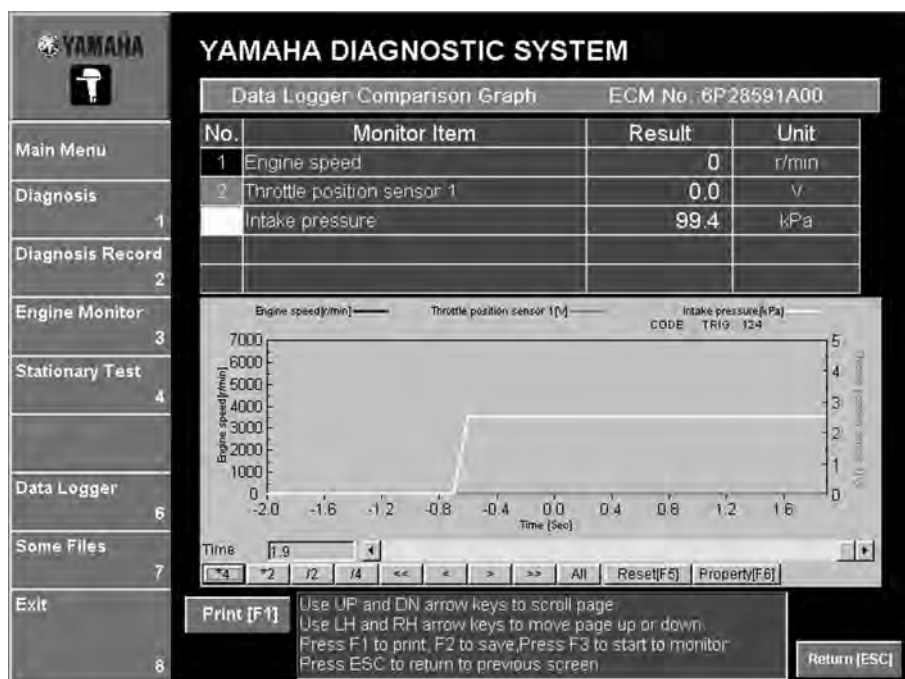 YAMAHA
YAMAHA DIAGNOSTIC SYSTEM
Data Logger Comparison Graph ECM No. :6P28591A00
No. Monitor Item Result Unit
1 Engine speed 0 r/min
2 Throttle position sensor 1 0.0 V
Intake pressure 99.4 kPa
Main Menu
Diagnosis
1
Diagnosis Record
2
Engine Monitor
3
Stationary Test
4
Data Logger
6
Some Files
7
Exit
8
Engine speed[r/min] Throttle position sensor 1[V] Intake pressure[kPa]
CODE TRIG 124
7000
6000
5000
4000
3000
2000
1000
0
Engine speed[r/min]
5
4
3
2
1
0
-2.0 -1.6 -1.2 -0.8 -0.4 0.0 0.4 0.8 1.2 1.6
Time [Sec]
Time 1.9
*4 *2 /2 /4 << < > >> All Reset[F5] Property[F6]
Print [F1]
Use UP and DN arrow keys to scroll page
Use LH and RH arrow keys to move page up or down
Press F1 to print, F2 to save,Press F3 to start to monitor
Press ESC to return to previous screen
Return [ESC]